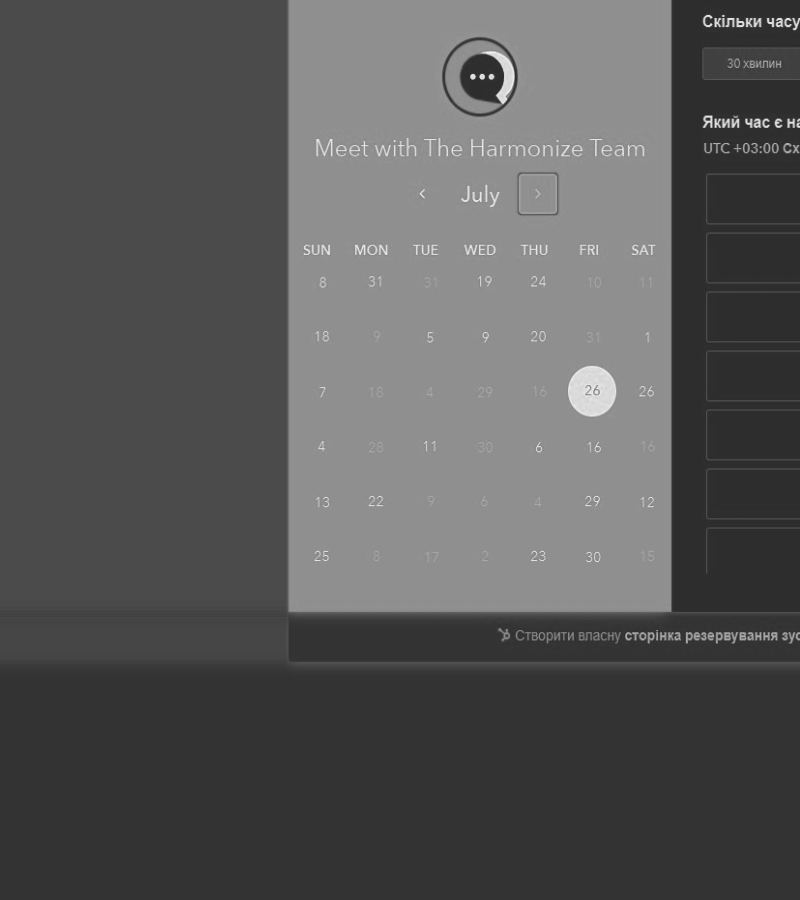 Скільки часу
30 хвилин
Meet with The Harmonize Team
Який час є на
UTC +03:00 Сх
July
SUN MON TUE WED THU FRI SAT
8 31 31 19 24 10 11
18 9 5 9 20 31 1
7 18 4 29 16 26 26
4 28 11 30 6 16 16
13 22 9 6 4 29 12
25 8 17 2 23 30 15
Створити власну сторінка резервування зус